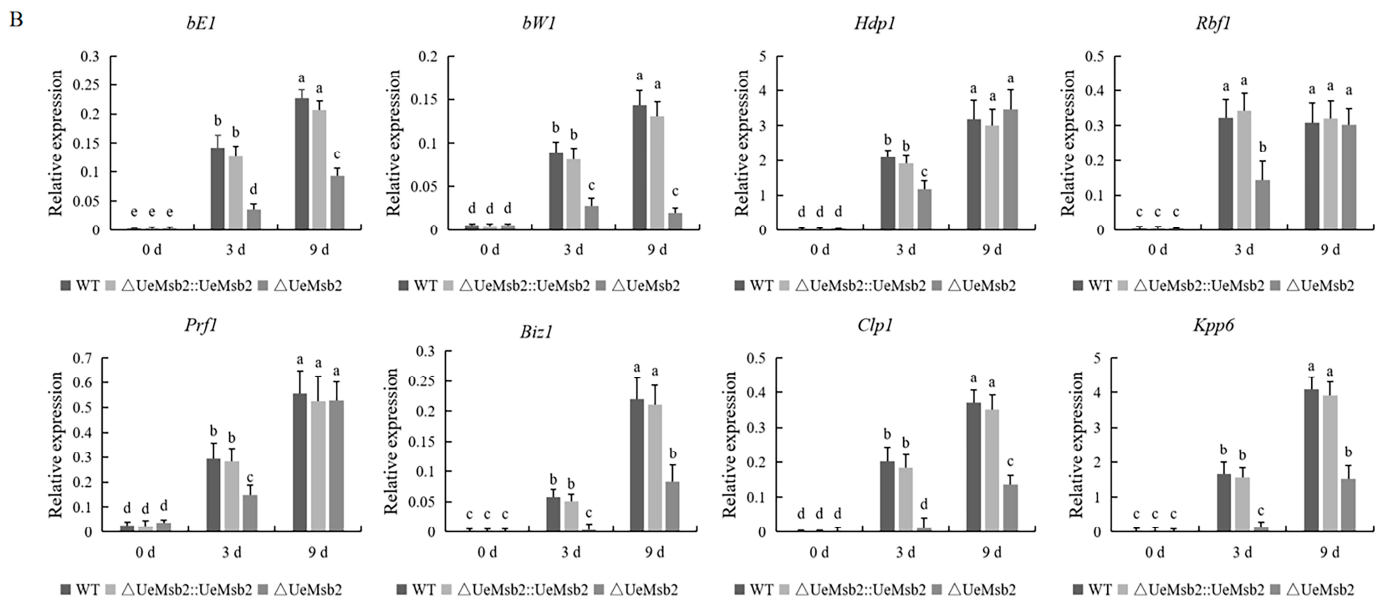 B
bE1 bW1 Hdp1 Rbf1
Relative expression
0.3
0.25
0.2
0.15
0.1
0.05
0
e e e b b d a a c
0 d 3 d 9 d
WT △UeMsb2::UeMsb2 △UeMsb2
Relative expression
0.2
0.15
0.1
0.05
0
d d d b b c a a c
0 d 3 d 9 d
WT △UeMsb2::UeMsb2 △UeMsb2
Relative expression
5
4
3
2
1
0
d d d b b c a a a
0 d 3 d 9 d
WT △UeMsb2::UeMsb2 △UeMsb2
Relative expression
0.5
0.4
0.3
0.2
0.1
0
c c c a a b a a a
0 d 3 d 9 d
WT △UeMsb2::UeMsb2 △UeMsb2
Prf1 Biz1 Clp1 Kpp6
Relative expression
0.7
0.6
0.5
0.4
0.3
0.2
0.1
0
d d d b b c a a a
0 d 3 d 9 d
WT △UeMsb2::UeMsb2 △UeMsb2
Relative expression
0.3
0.25
0.2
0.15
0.1
0.05
0
c c c b b c a a b
0 d 3 d 9 d
WT △UeMsb2::UeMsb2 △UeMsb2
Relative expression
0.5
0.4
0.3
0.2
0.1
0
d d d b b d a a c
0 d 3 d 9 d
WT △UeMsb2::UeMsb2 △UeMsb2
Relative expression
5
4
3
2
1
0
c c c b b c a a b
0 d 3 d 9 d
WT △UeMsb2::UeMsb2 △UeMsb2